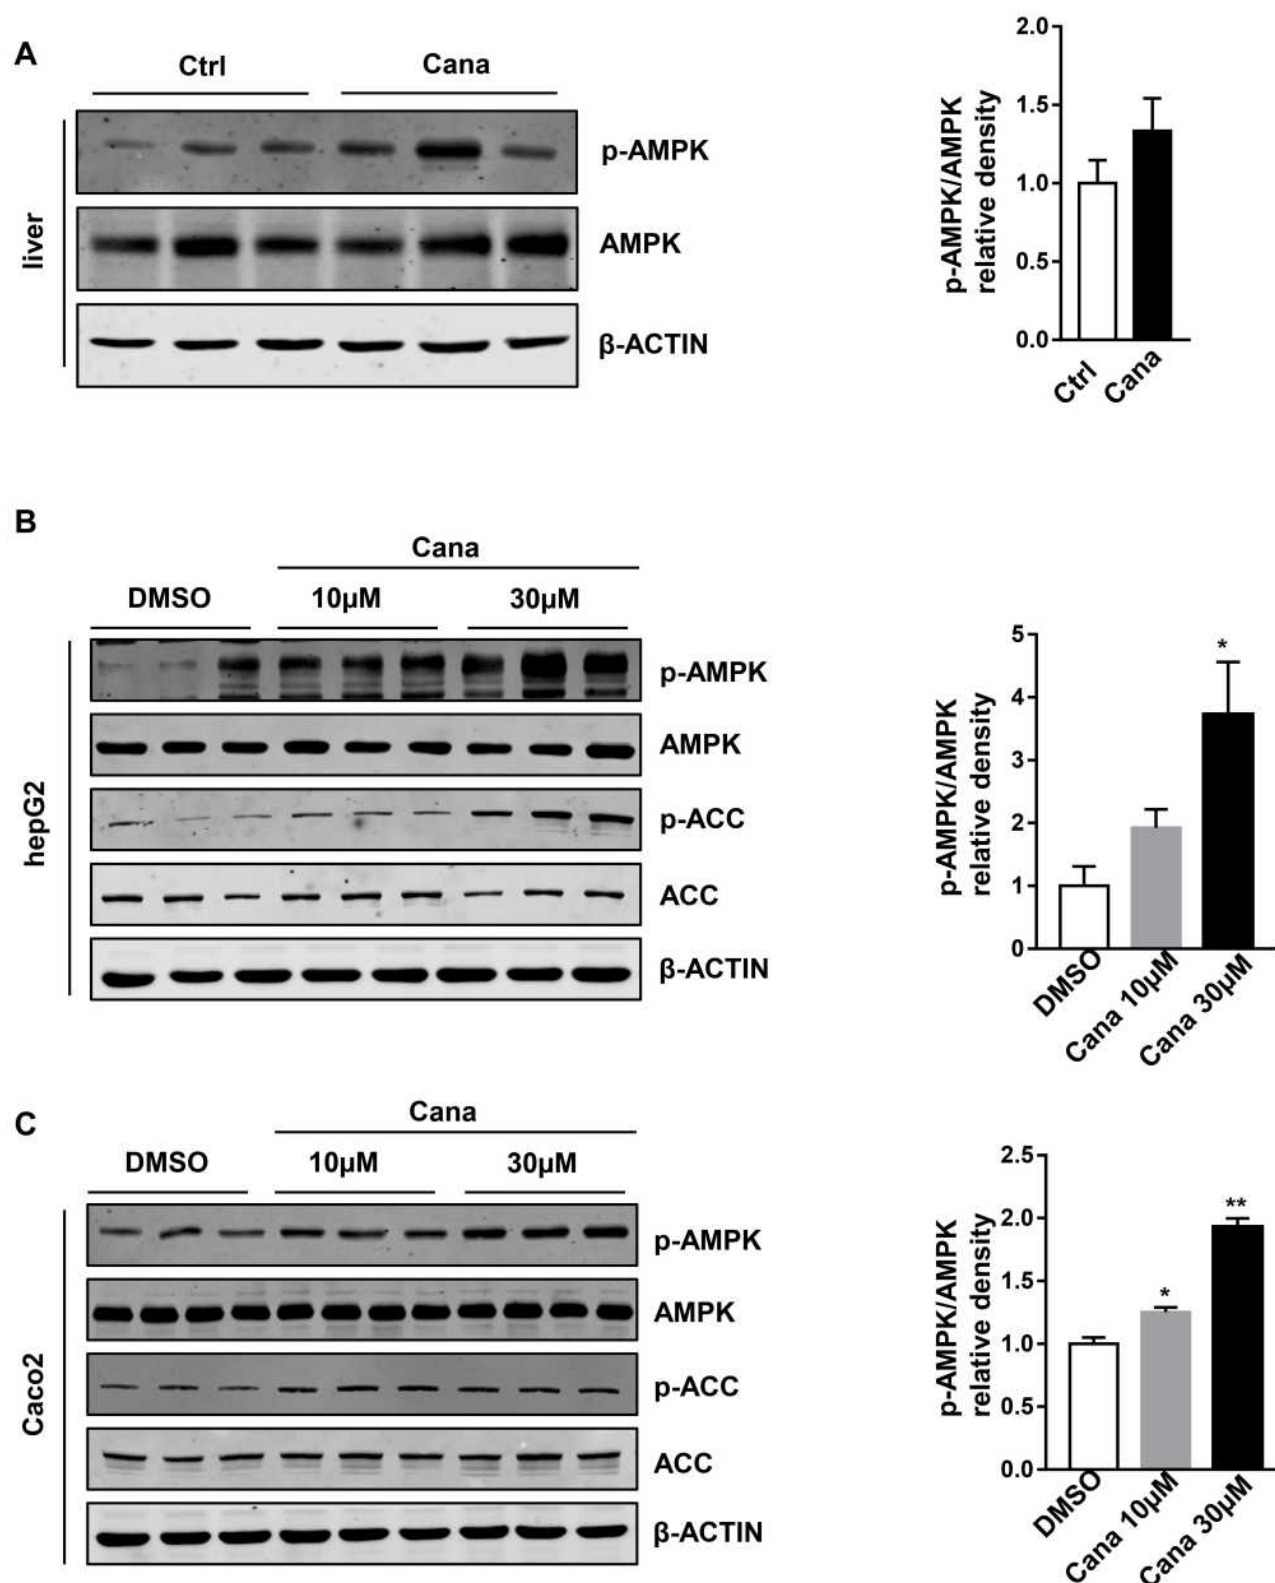 A
Ctrl
Cana
liver
p-AMPK
AMPK
β-ACTIN
p-AMPK/AMPK
relative density
2.0
1.5
1.0
0.5
0.0
Ctrl
Cana
B
Cana
DMSO
10μM
30μM
hepG2
p-AMPK
AMPK
p-ACC
ACC
β-ACTIN
p-AMPK/AMPK
relative density
5
4
3
2
1
0
*
DMSO
Cana 10μM
Cana 30μM
C
Cana
DMSO
10μM
30μM
Caco2
p-AMPK
AMPK
p-ACC
ACC
β-ACTIN
p-AMPK/AMPK
relative density
2.5
2.0
1.5
1.0
0.5
0.0
*
**
DMSO
Cana 10μM
Cana 30μM